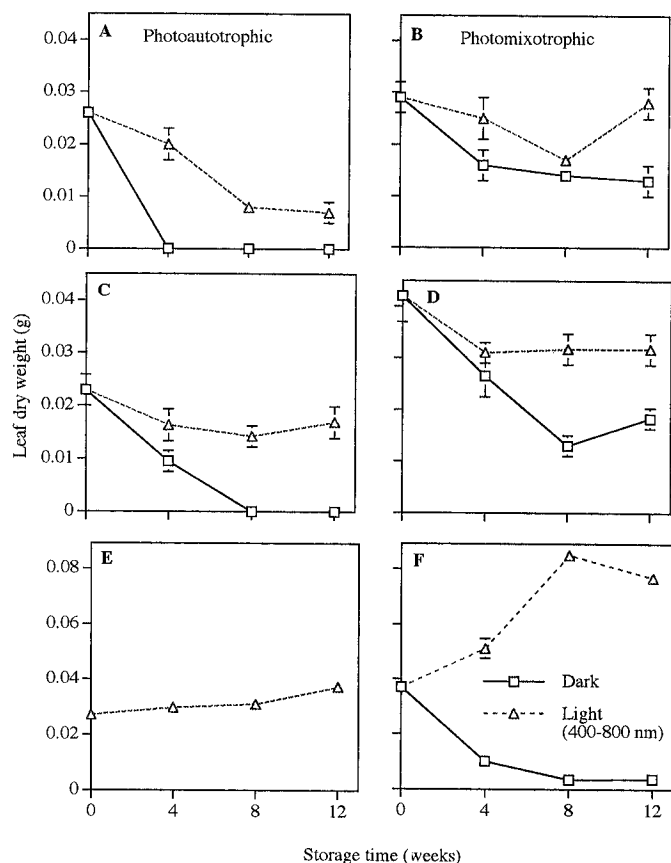 A Photoautotrophic
B Photomixotrophic
0.04
0.03
0.02
0.01
0
C
D
0.04
0.03
0.02
0.01
0
Leaf dry weight (g)
E
F
0.08
0.06
0.04
0.02
0
Dark
Light
(400-800 nm)
0 4 8 12
0 4 8 12
Storage time (weeks)